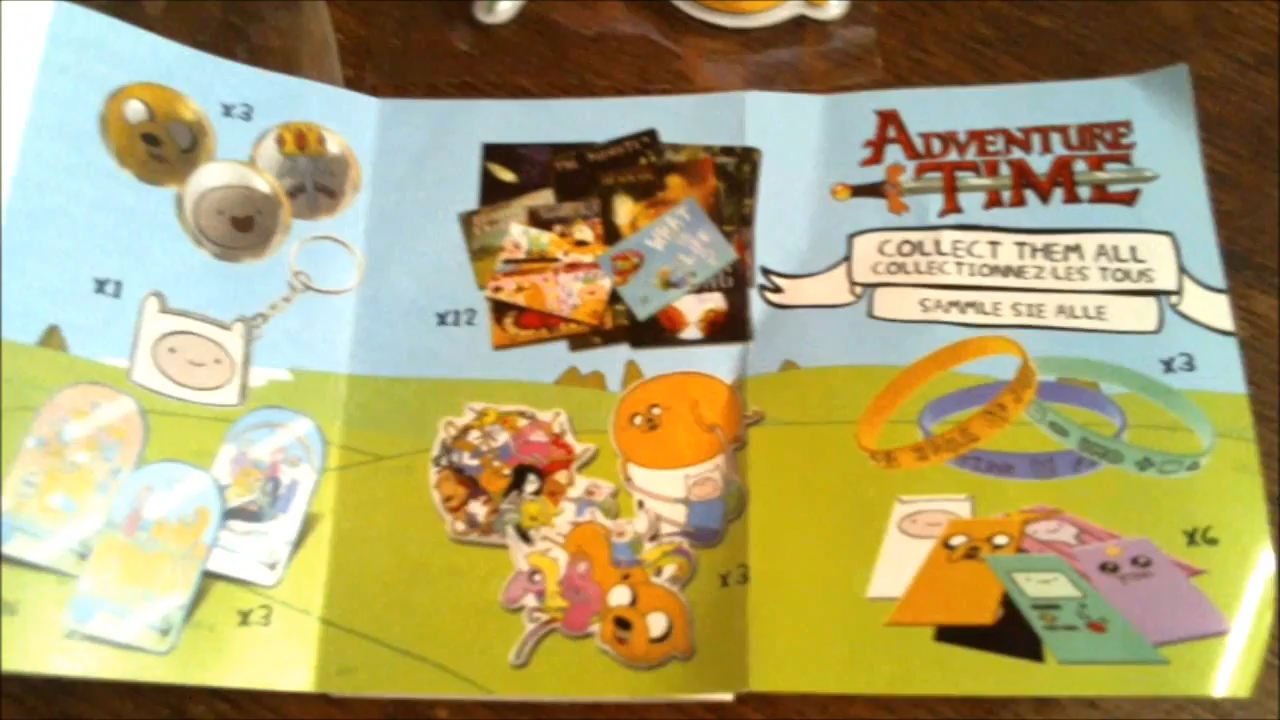 x3
x1
x3
x12
x3
ADVENTURE
TIME
COLLECT THEM ALL
COLLECTIONNEZ-LES TOUS
SAMMLE SIE ALLE
x3
x6